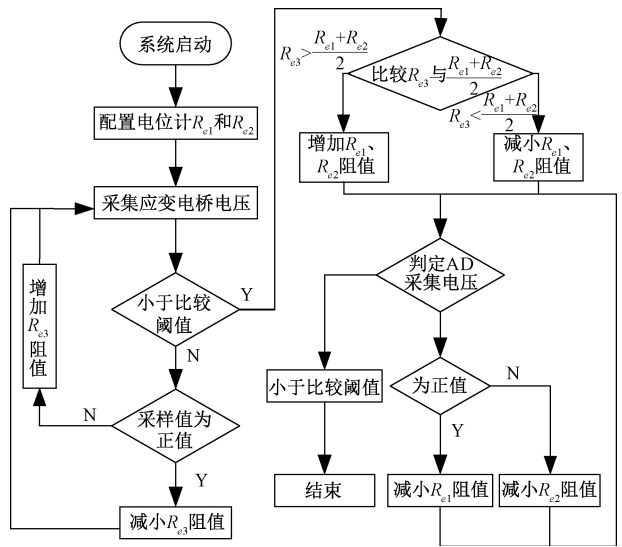 系统启动
配置电位计Re1和Re2
采集应变电桥电压
小于比较
阈值
Y
N
增加
Re3
阻值
采样值为
正值
N
Y
减小Re3阻值
Re3>(Re1+Re2)/2
比较Re3与(Re1+Re2)/2
Re3<(Re1+Re2)/2
增加Re1、
Re2阻值
减小Re1、
Re2阻值
判定AD
采集电压
小于比较阈值
为正值
N
Y
结束
减小Re1阻值
减小Re2阻值